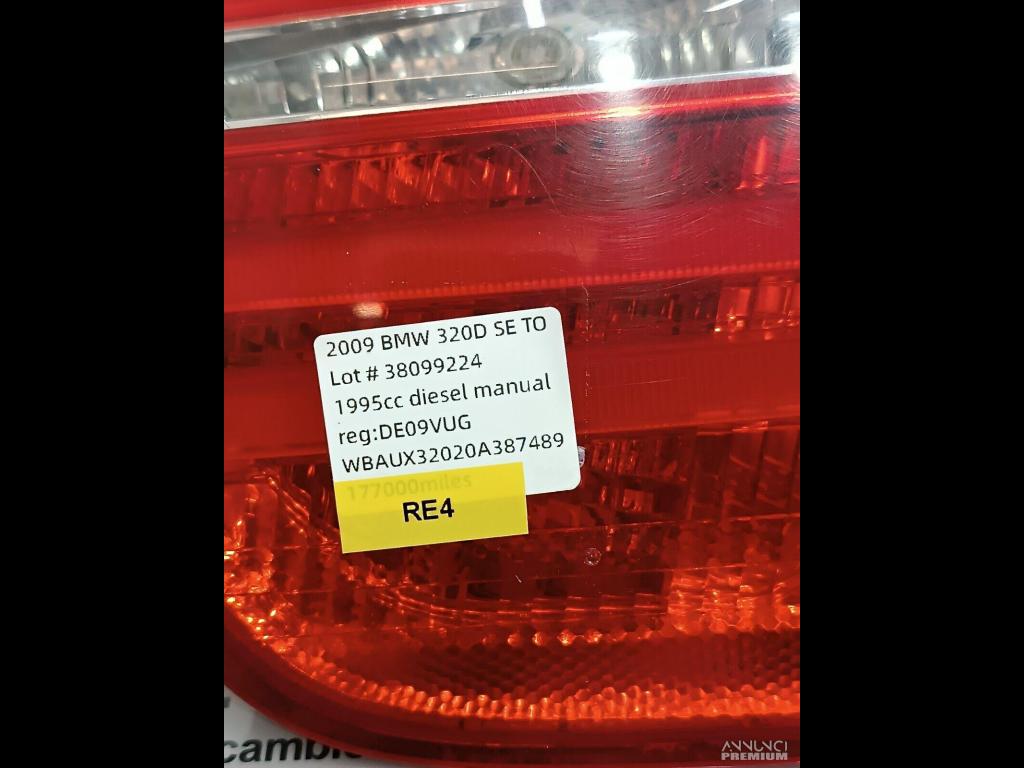 2009 BMW 320D SE TO
Lot # 38099224
1995cc diesel manual
reg:DE09VUG
WBAUX32020A387489
177000miles
RE4
cambi
ANNUNCI
PREMIUM